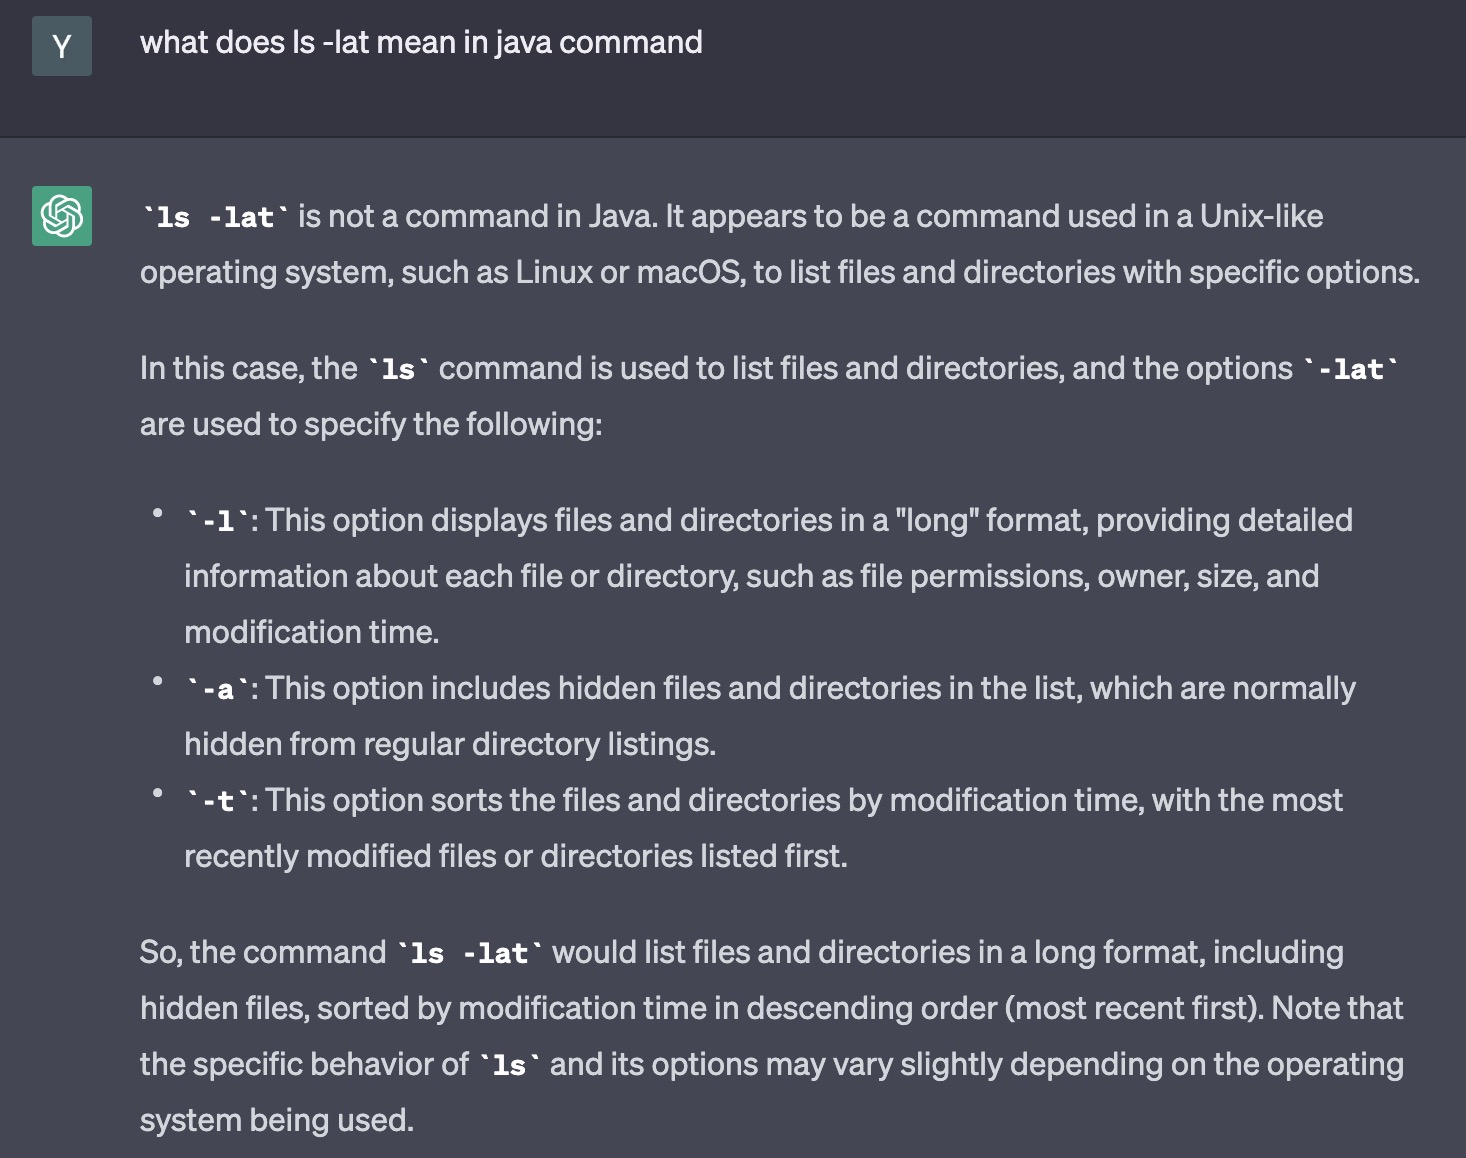 Y
what does ls -lat mean in java command
`ls -lat` is not a command in Java. It appears to be a command used in a Unix-like
operating system, such as Linux or macOS, to list files and directories with specific options.
In this case, the `ls` command is used to list files and directories, and the options `-lat`
are used to specify the following:
• `-l`: This option displays files and directories in a "long" format, providing detailed
information about each file or directory, such as file permissions, owner, size, and
modification time.
• `-a`: This option includes hidden files and directories in the list, which are normally
hidden from regular directory listings.
• `-t`: This option sorts the files and directories by modification time, with the most
recently modified files or directories listed first.
So, the command `ls -lat` would list files and directories in a long format, including
hidden files, sorted by modification time in descending order (most recent first). Note that
the specific behavior of `ls` and its options may vary slightly depending on the operating
system being used.